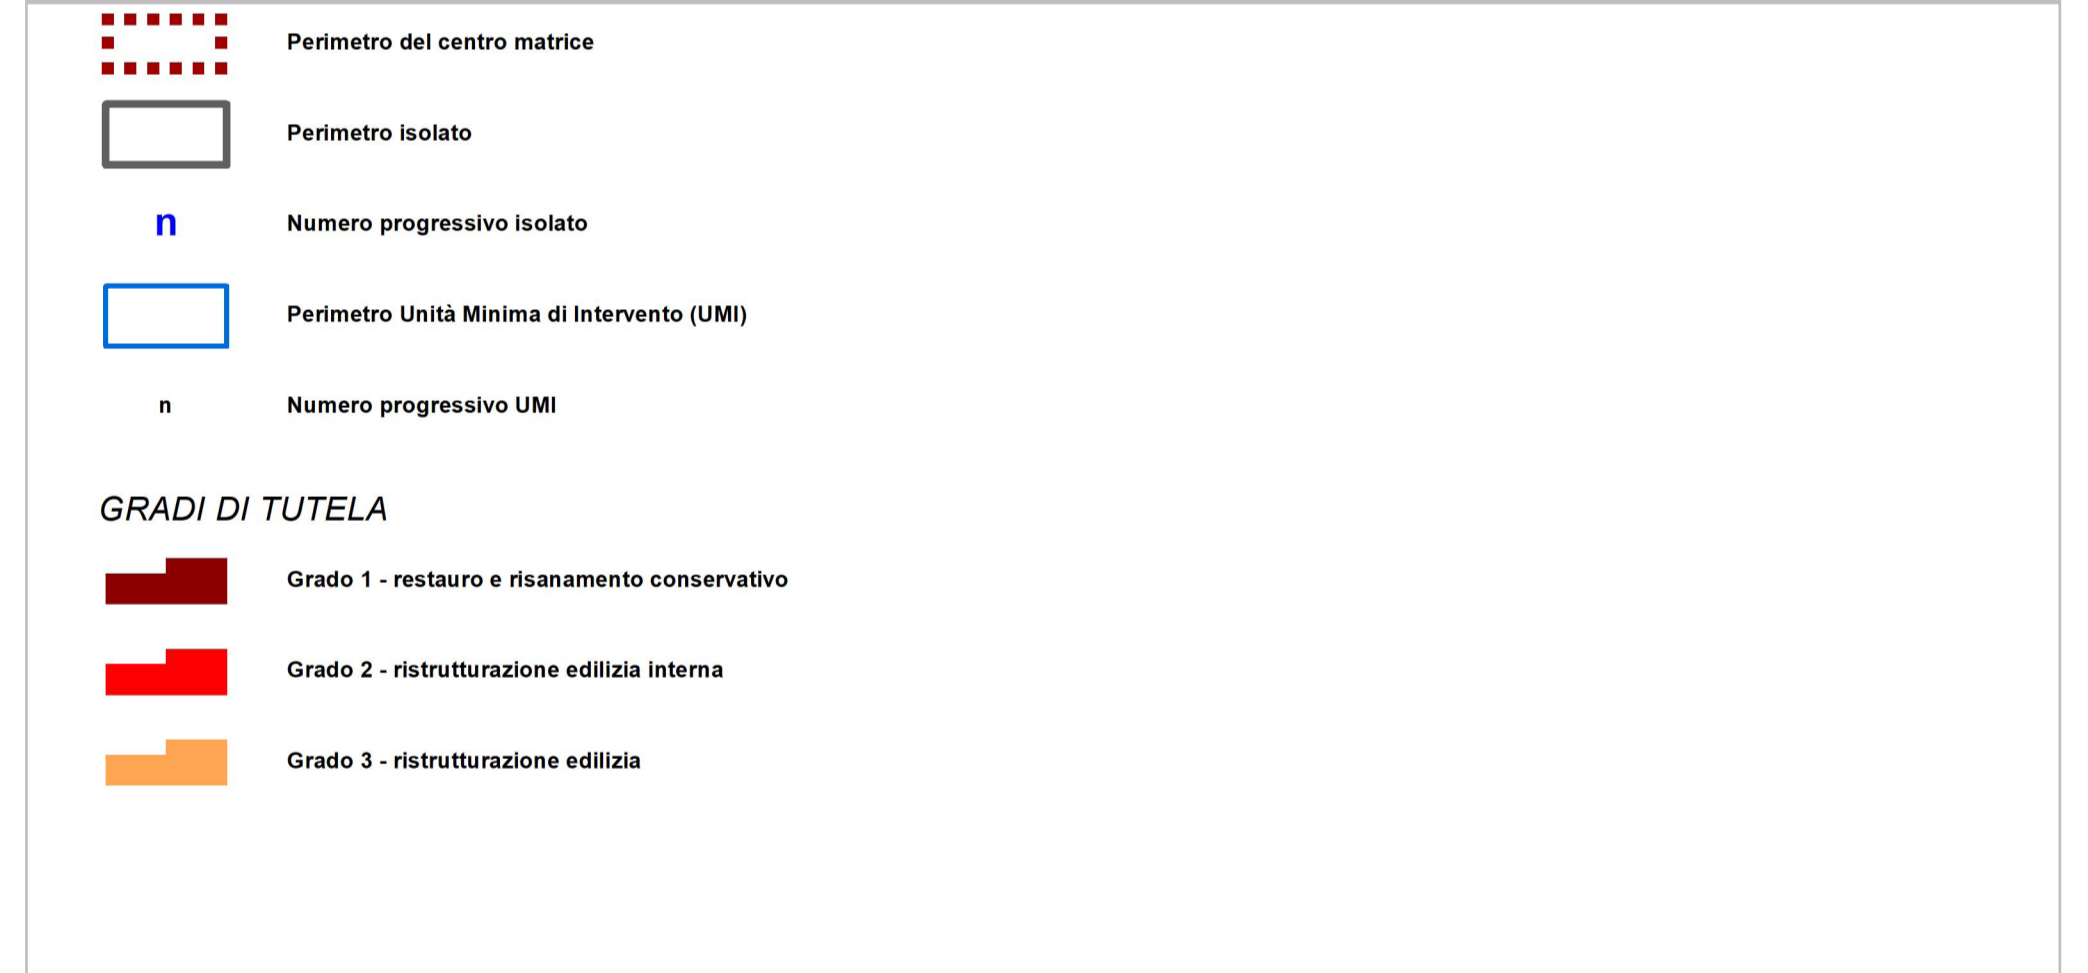 Perimetro del centro matrice
Perimetro isolato
n Numero progressivo isolato
Perimetro Unità Minima di Intervento (UMI)
n Numero progressivo UMI
GRADI DI TUTELA
Grado 1 - restauro e risanamento conservativo
Grado 2 - ristrutturazione edilizia interna
Grado 3 - ristrutturazione edilizia